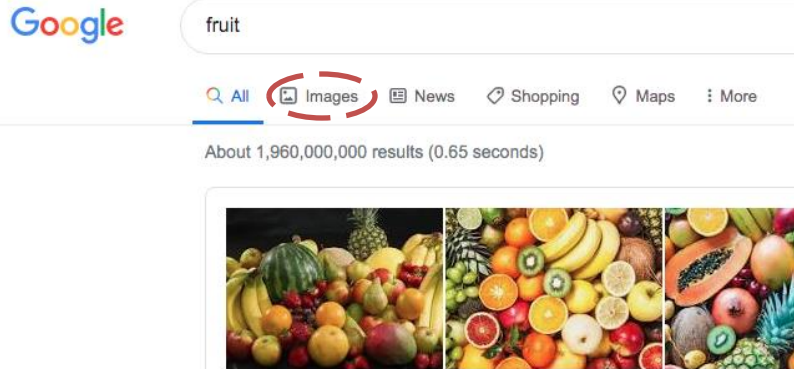 Google
fruit
All Images News Shopping Maps More
About 1,960,000,000 results (0.65 seconds)